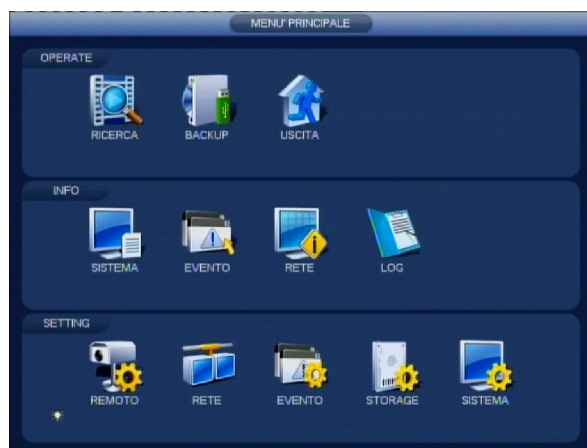 MENU' PRINCIPALE
OPERATE
RICERCA BACKUP USCITA
INFO
SISTEMA EVENTO RETE LOG
SETTING
REMOTO RETE EVENTO STORAGE SISTEMA